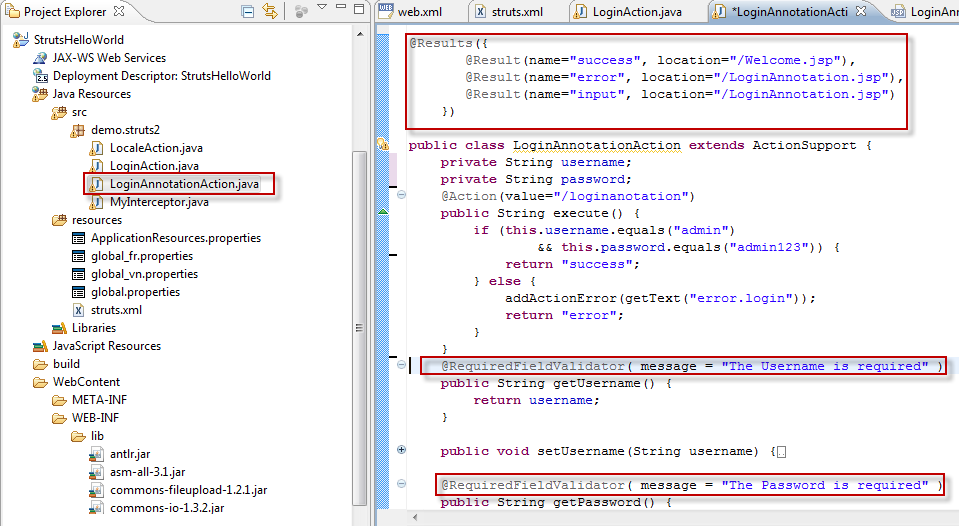 Project Explorer
StrutsHelloWorld
JAX-WS Web Services
Deployment Descriptor: StrutsHelloWorld
Java Resources
src
demo.struts2
LocaleAction.java
LoginAction.java
LoginAnnotationAction.java
MyInterceptor.java
resources
ApplicationResources.properties
global_fr.properties
global_vn.properties
global.properties
struts.xml
Libraries
JavaScript Resources
build
WebContent
META-INF
WEB-INF
lib
antlr.jar
asm-all-3.1.jar
commons-fileupload-1.2.1.jar
commons-io-1.3.2.jar
web.xml struts.xml LoginAction.java *LoginAnnotationActi LoginAnn
@Results({
@Result(name="success", location="/Welcome.jsp"),
@Result(name="error", location="/LoginAnnotation.jsp"),
@Result(name="input", location="/LoginAnnotation.jsp")
})
public class LoginAnnotationAction extends ActionSupport {
private String username;
private String password;
@Action(value="/loginanotation")
public String execute() {
if (this.username.equals("admin")
&& this.password.equals("admin123")) {
return "success";
} else {
addActionError(getText("error.login"));
return "error";
}
}
@RequiredFieldValidator( message = "The Username is required" )
public String getUsername() {
return username;
}
public void setUsername(String username) {
@RequiredFieldValidator( message = "The Password is required" )
public String getPassword() {